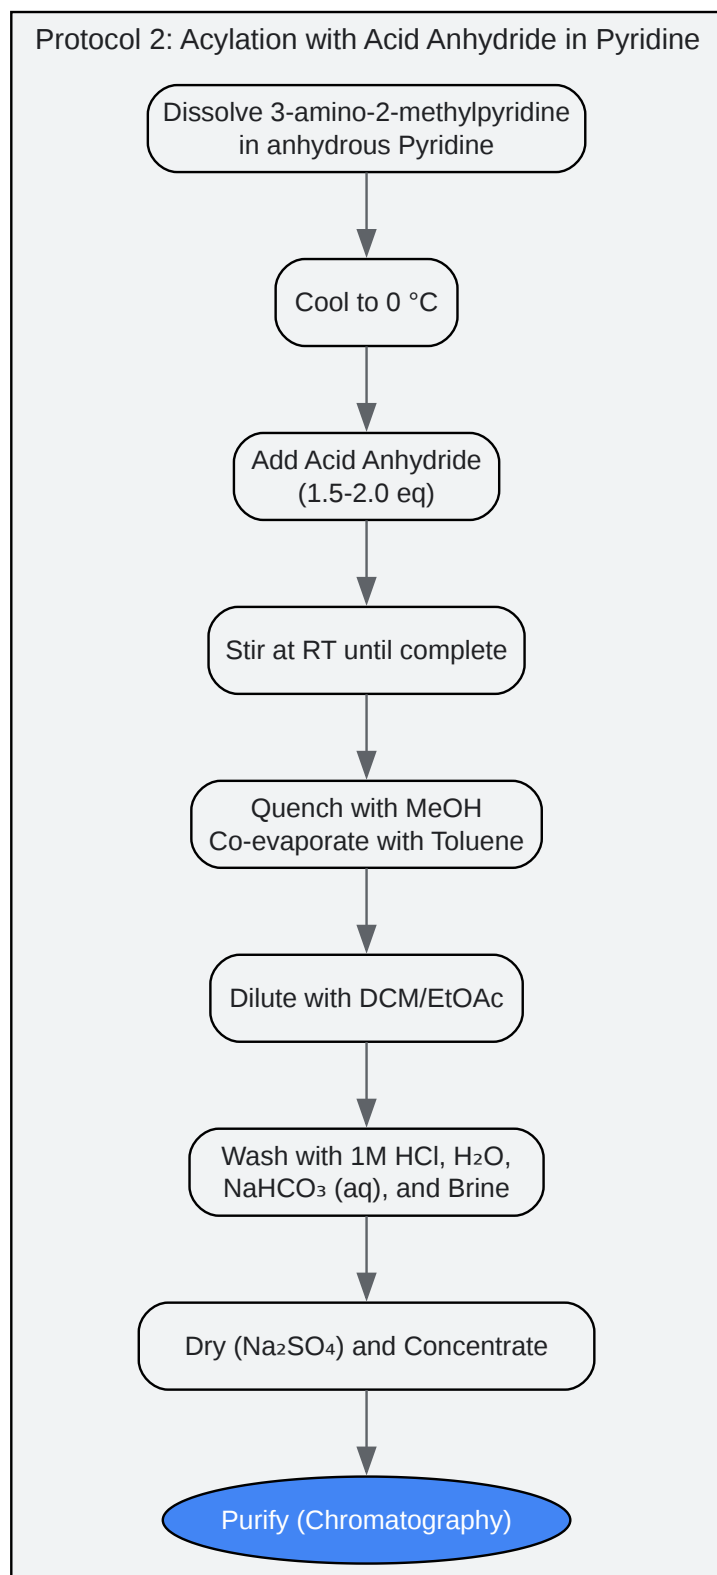 Protocol 2: Acylation with Acid Anhydride in Pyridine
Dissolve 3-amino-2-methylpyridine
in anhydrous Pyridine
Cool to 0 °C
Add Acid Anhydride
(1.5-2.0 eq)
Stir at RT until complete
Quench with MeOH
Co-evaporate with Toluene
Dilute with DCM/EtOAc
Wash with 1M HCl, H₂O,
NaHCO₃ (aq), and Brine
Dry (Na₂SO₄) and Concentrate
Purify (Chromatography)